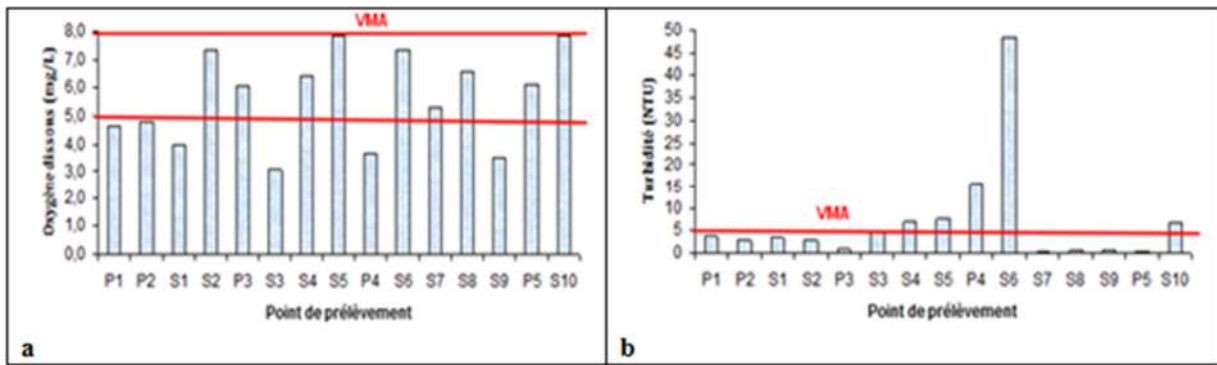 VMA
Oxygène dissons (mg/L)
8,0
7,0
6,0
5,0
4,0
3,0
2,0
1,0
0,0
P1 P2 S1 S2 P3 S3 S4 S5 P4 S6 S7 S8 S9 P5 S10
Point de prélèvement
a
VMA
Turbidité (NTU)
50
45
40
35
30
25
20
15
10
5
0
P1 P2 S1 S2 P3 S3 S4 S5 P4 S6 S7 S8 S9 P5 S10
Point de prélèvement
b